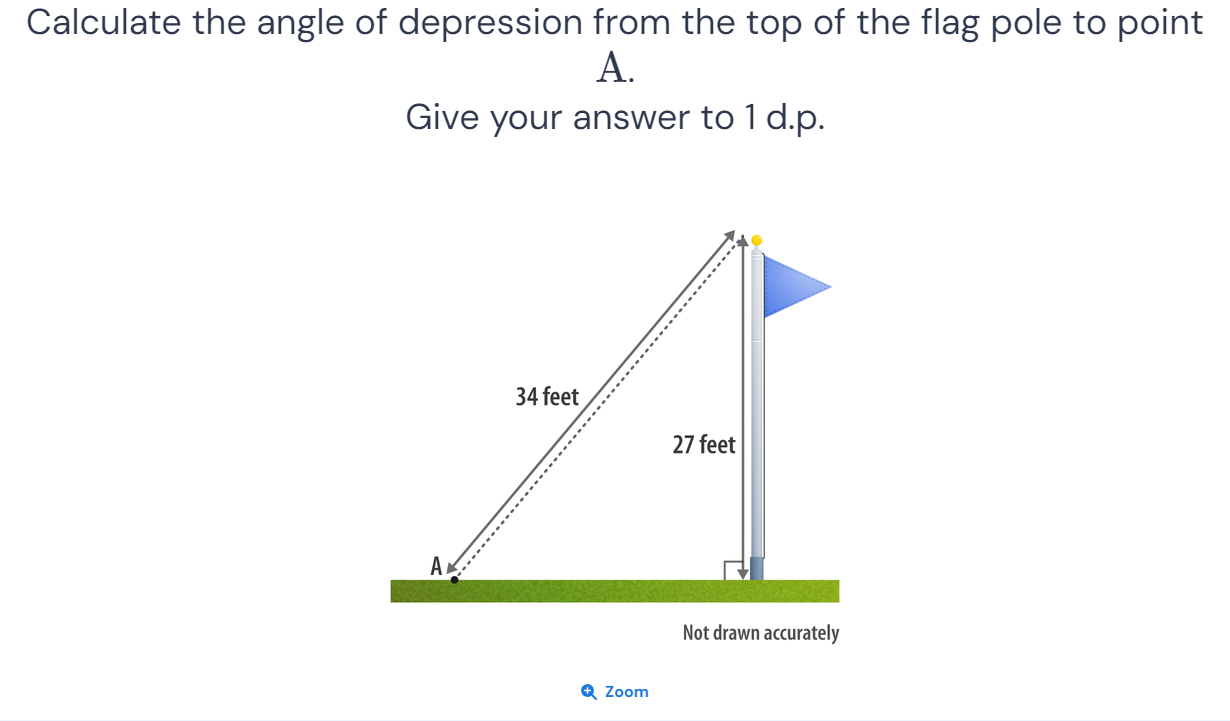 Calculate the angle of depression from the top of the flag pole to point
A.
Give your answer to 1 d.p.
34 feet
27 feet
A
Not drawn accurately
Zoom